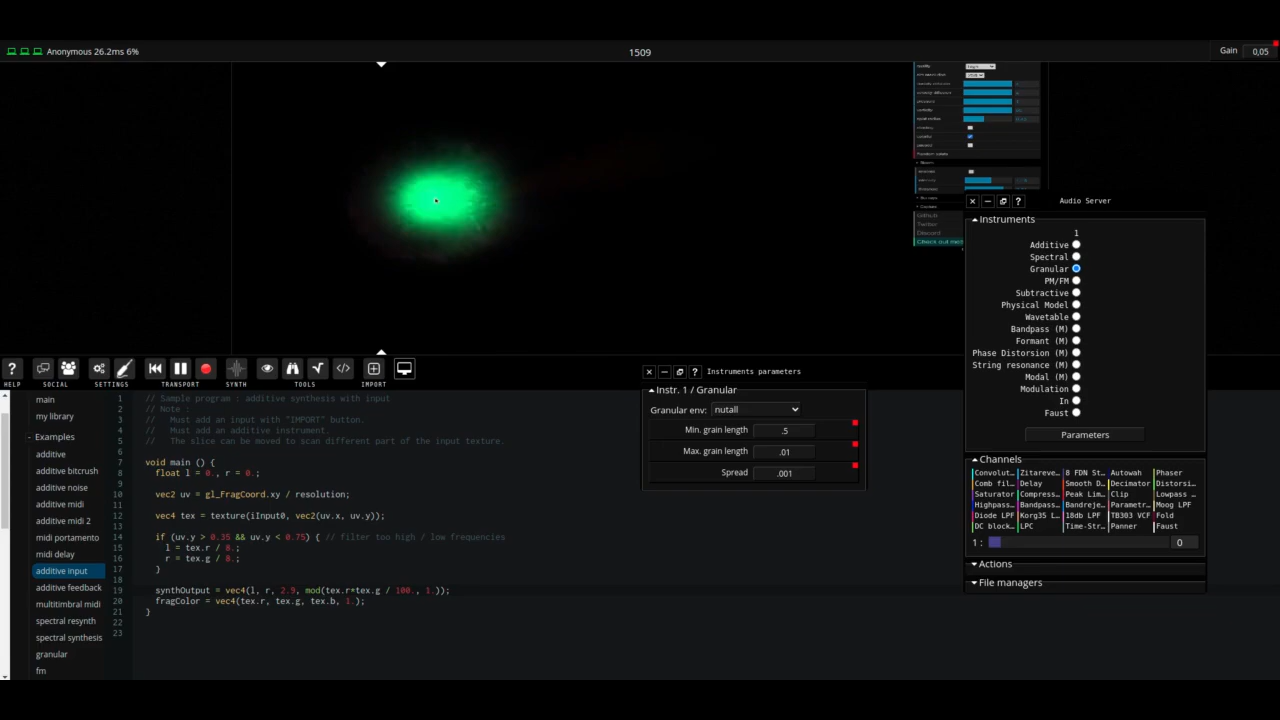 Anonymous 26.2ms 6%
1509
Gain 0,05
Github
Twitter
Discord
Audio Server
Instruments
1
Additive
Spectral
Granular
PM/FM
Subtractive
Physical Model
Wavetable
Bandpass (M)
Formant (M)
Phase Distorsion (M)
String resonance (M)
Modal (M)
Modulation
In
Faust
Parameters
Channels
Convolut… Zitareve… 8 FDN St… Autowah Phaser
Comb fil… Delay Smooth D… Decimator Distorsi…
Saturator Compress… Peak Lim… Clip Lowpass …
Highpass… Bandpass… Bandreje… Parametr… Moog LPF
Diode LPF Korg35 L… 18db LPF TB303 VCF Fold
DC block… LPC Time-Str… Panner Faust
1 : 0
Actions
File managers
HELP SOCIAL SETTINGS TRANSPORT SYNTH TOOLS IMPORT
Instruments parameters
Instr. 1 / Granular
Granular env: nutall
Min. grain length .5
Max. grain length .01
Spread .001
main
my library
Examples
additive
additive bitcrush
additive noise
additive midi
additive midi 2
midi portamento
midi delay
additive input
additive feedback
multitimbral midi
spectral resynth
spectral synthesis
granular
fm
1 // Sample program : additive synthesis with input
2 // Note :
3 //   Must add an input with "IMPORT" button.
4 //   Must add an additive instrument.
5 //   The slice can be moved to scan different part of the input texture.
6
7 void main () {
8   float l = 0., r = 0.;
9
10   vec2 uv = gl_FragCoord.xy / resolution;
11
12   vec4 tex = texture(iInput0, vec2(uv.x, uv.y));
13
14   if (uv.y > 0.35 && uv.y < 0.75) { // filter too high / low frequencies
15     l = tex.r / 8.;
16     r = tex.g / 8.;
17   }
18
19   synthOutput = vec4(l, r, 2.5, mod(tex.r*tex.g / 100., 1.));
20   fragColor = vec4(tex.r, tex.g, tex.b, 1.);
21 }
22
23